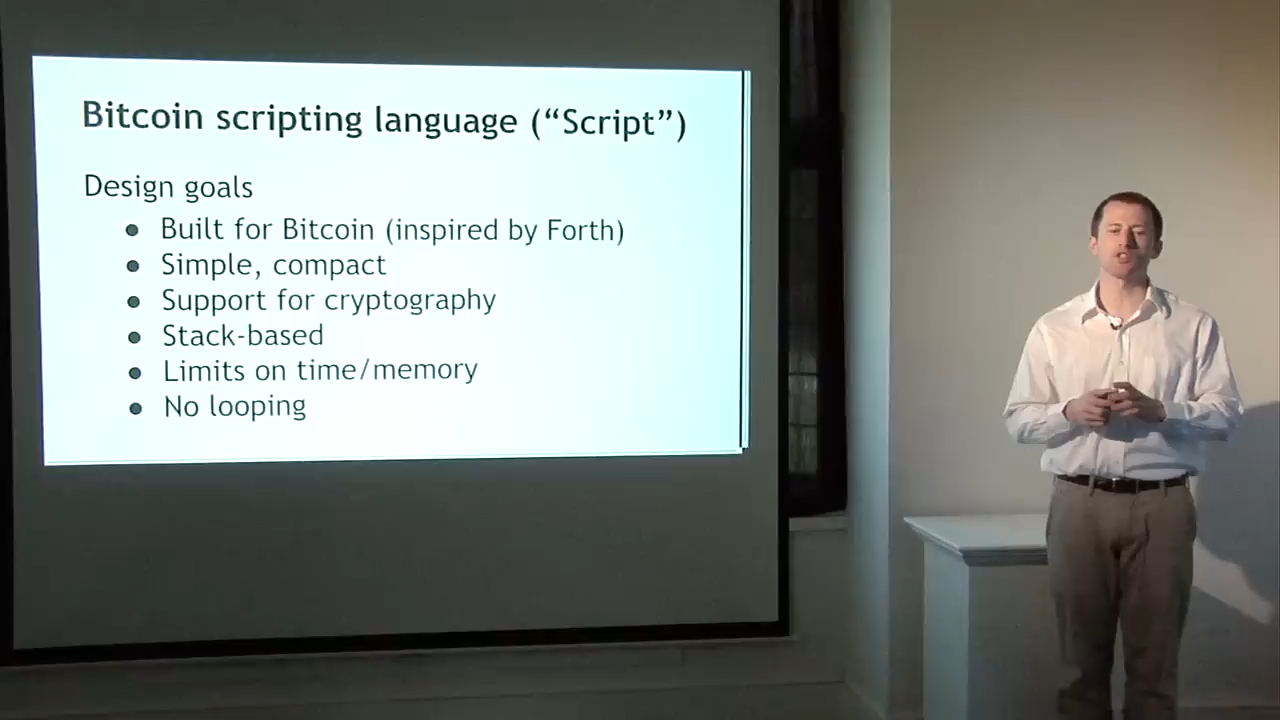 Bitcoin scripting language (“Script”)
Design goals
● Built for Bitcoin (inspired by Forth)
● Simple, compact
● Support for cryptography
● Stack-based
● Limits on time/memory
● No looping